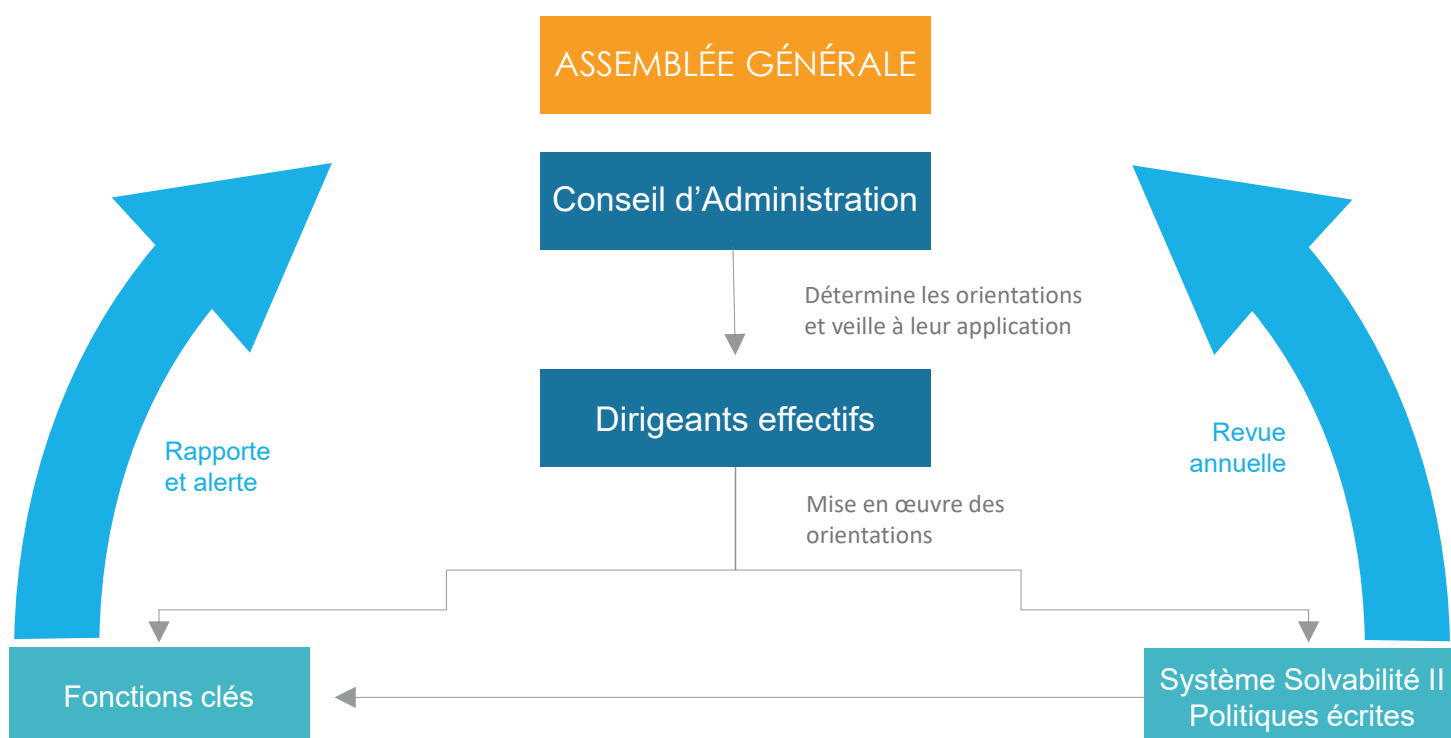 ASSEMBLÉE GÉNÉRALE
Conseil d’Administration
Détermine les orientations
et veille à leur application
Dirigeants effectifs
Rapporte
et alerte
Revue
annuelle
Mise en œuvre des
orientations
Fonctions clés
Système Solvabilité II
Politiques écrites